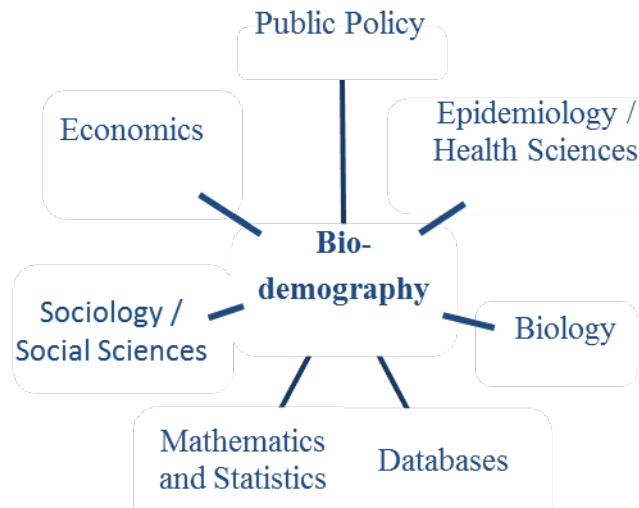 Public Policy
Economics
Epidemiology /
Health Sciences
Bio-
demography
Sociology /
Social Sciences
Biology
Mathematics
and Statistics
Databases